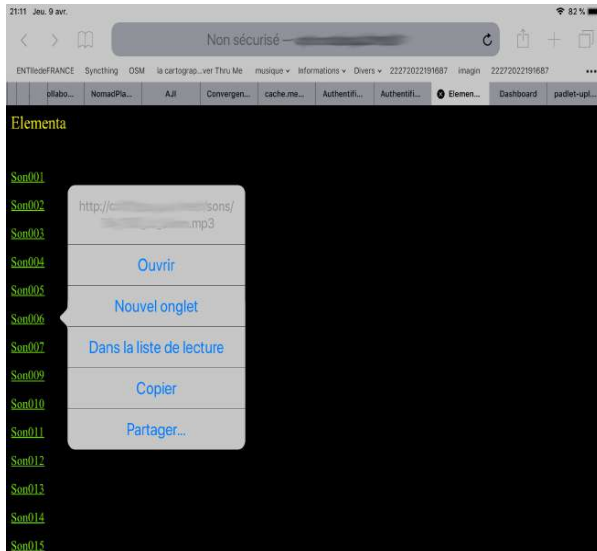 21:11 Jeu. 9 avr.
82 %
Non sécurisé —
ENTIledeFRANCE Syncthing OSM la cartograp...ver Thru Me musique Informations Divers 22272022191687 imagin 22272022191687 •••
ollabo... NomadPla... AJI Convergen... cache.me... Authentifi... Authentifi... Elemen... Dashboard padlet-upl...
Elementa
Son001
Son002
Son003
Son004
Son005
Son006
Son007
Son009
Son010
Son011
Son012
Son013
Son014
Son015
http://
sons/
.mp3
Ouvrir
Nouvel onglet
Dans la liste de lecture
Copier
Partager...